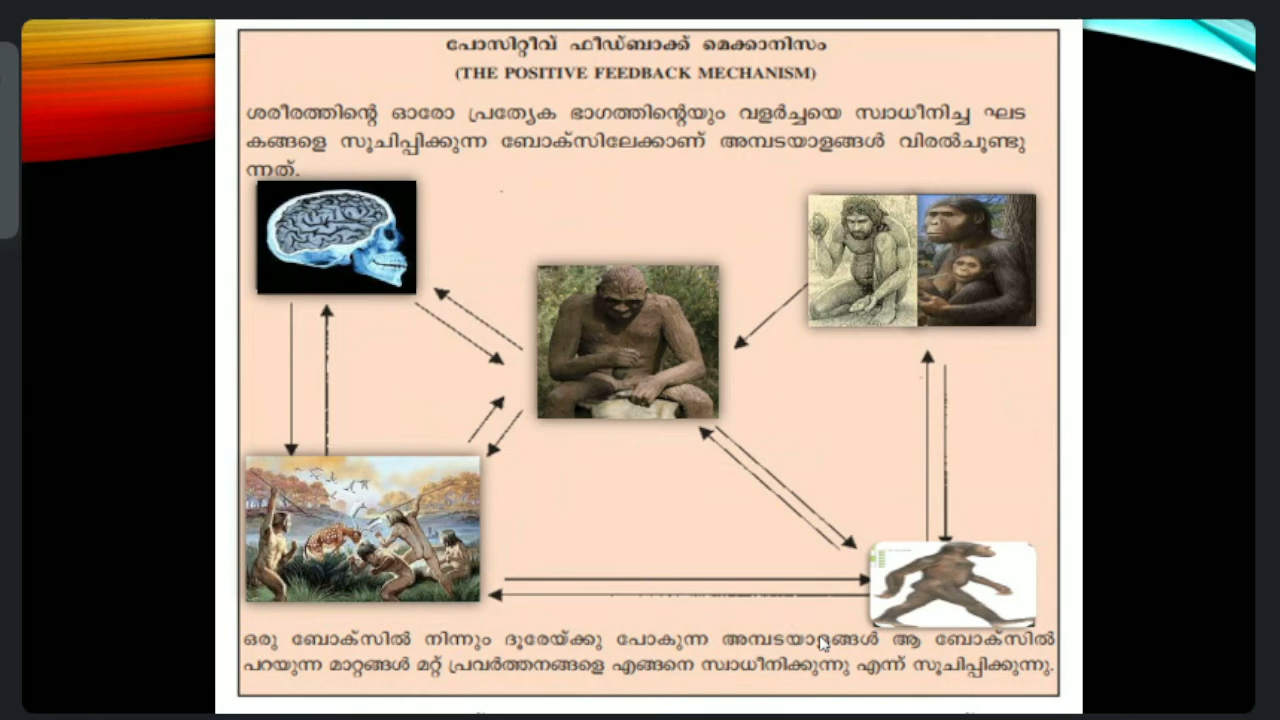 പോസിറ്റീവ് ഫീഡ്ബാക്ക് മെക്കാനിസം
(THE POSITIVE FEEDBACK MECHANISM)
ശരീരത്തിന്റെ ഓരോ പ്രത്യേക ഭാഗത്തിന്റെയും വളർച്ചയെ സ്വാധീനിച്ച ഘട
കങ്ങളെ സൂചിപ്പിക്കുന്ന ബോക്സിലേക്കാണ് അമ്പടയാളങ്ങൾ വിരൽചൂണ്ടു
ന്നത്.
ഒരു ബോക്സിൽ നിന്നും ദൂരേയ്ക്കു പോകുന്ന അമ്പടയാളങ്ങൾ ആ ബോക്സിൽ
പറയുന്ന മാറ്റങ്ങൾ മറ്റ് പ്രവർത്തനങ്ങളെ എങ്ങനെ സ്വാധീനിക്കുന്നു എന്ന് സൂചിപ്പിക്കുന്നു.